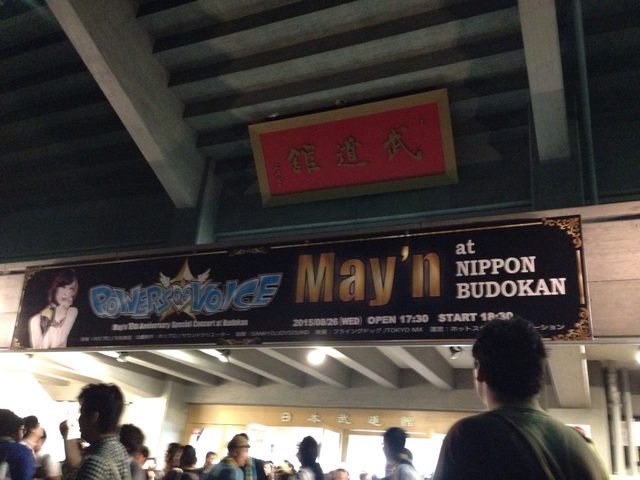 武道館
POWERS OF VOICE
May'n
at
NIPPON
BUDOKAN
May'n 10th Anniversary Special Concert at Budokan
2015/08/26 (WED) OPEN 17:30 START 18:30
日本武道館